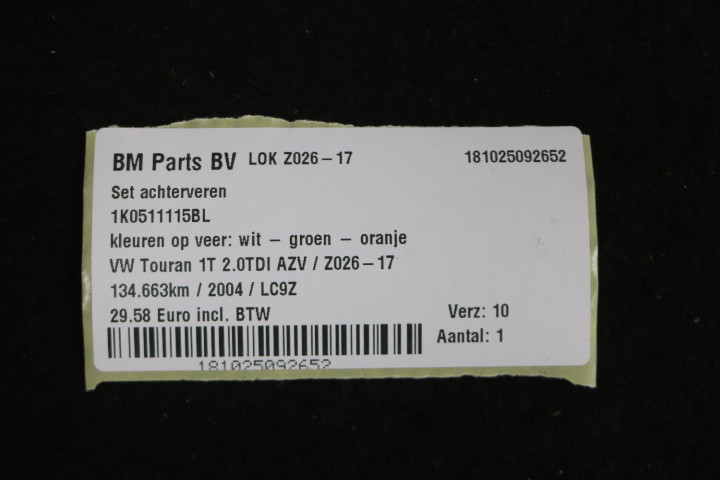 BM Parts BV LOK Z026-17 181025092652
Set achterveren
1K0511115BL
kleuren op veer: wit - groen - oranje
VW Touran 1T 2.0TDI AZV / Z026-17
134.663km / 2004 / LC9Z
29.58 Euro incl. BTW Verz: 10
Aantal: 1
181025092652